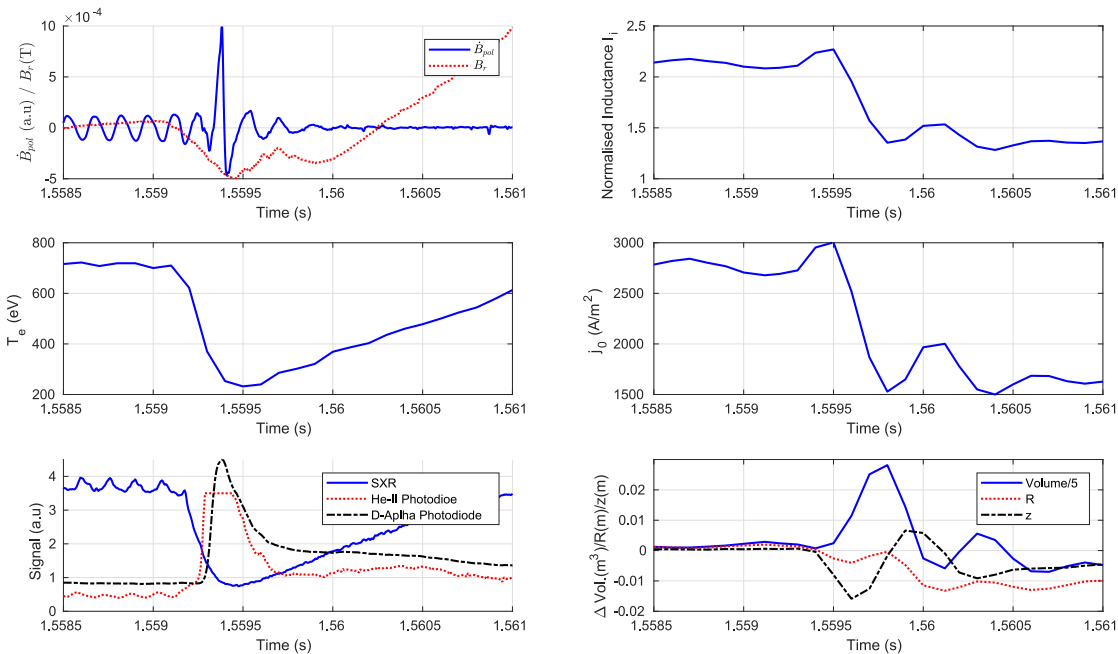 ×10⁻⁴
Ḃ_pol (a.u) / B_r(T)
10
5
0
-5
Ḃ_pol
B_r
1.5585 1.559 1.5595 1.56 1.5605 1.561
Time (s)
Normalised Inductance l_i
2.5
2
1.5
1
1.5585 1.559 1.5595 1.56 1.5605 1.561
Time (s)
T_e (eV)
800
600
400
200
1.5585 1.559 1.5595 1.56 1.5605 1.561
Time (s)
j_0 (A/m²)
3000
2500
2000
1500
1.5585 1.559 1.5595 1.56 1.5605 1.561
Time (s)
Signal (a.u)
4
3
2
1
0
SXR
He-II Photodioe
D-Aplha Photodiode
1.5585 1.559 1.5595 1.56 1.5605 1.561
Time (s)
Δ Vol.(m³)/R(m)/z(m)
0.02
0.01
0
-0.01
-0.02
Volume/5
R
z
1.5585 1.559 1.5595 1.56 1.5605 1.561
Time (s)